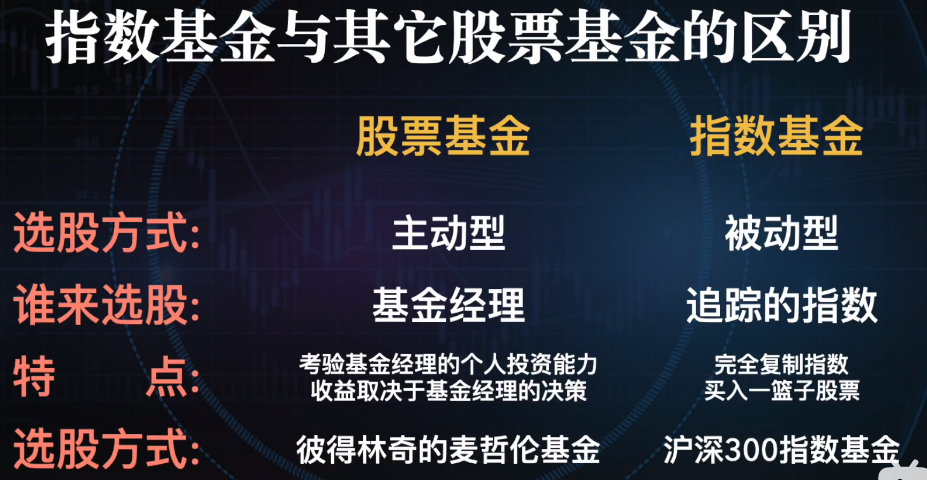 指数基金与其它股票基金的区别
股票基金 指数基金
选股方式: 主动型 被动型
谁来选股: 基金经理 追踪的指数
特 点: 考验基金经理的个人投资能力 完全复制指数
收益取决于基金经理的决策 买入一篮子股票
选股方式: 彼得林奇的麦哲伦基金 沪深300指数基金